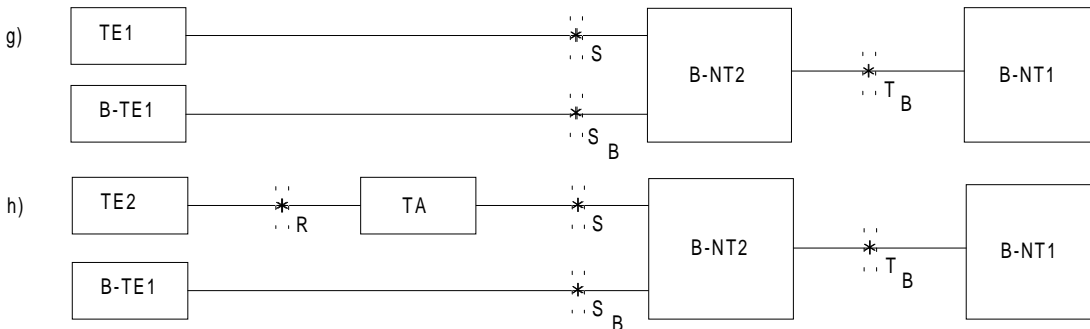 g)
TE1
S
B-NT2
B-NT1
T B
B-TE1
S B
h)
TE2
R
TA
S
B-NT2
B-NT1
T B
B-TE1
S B